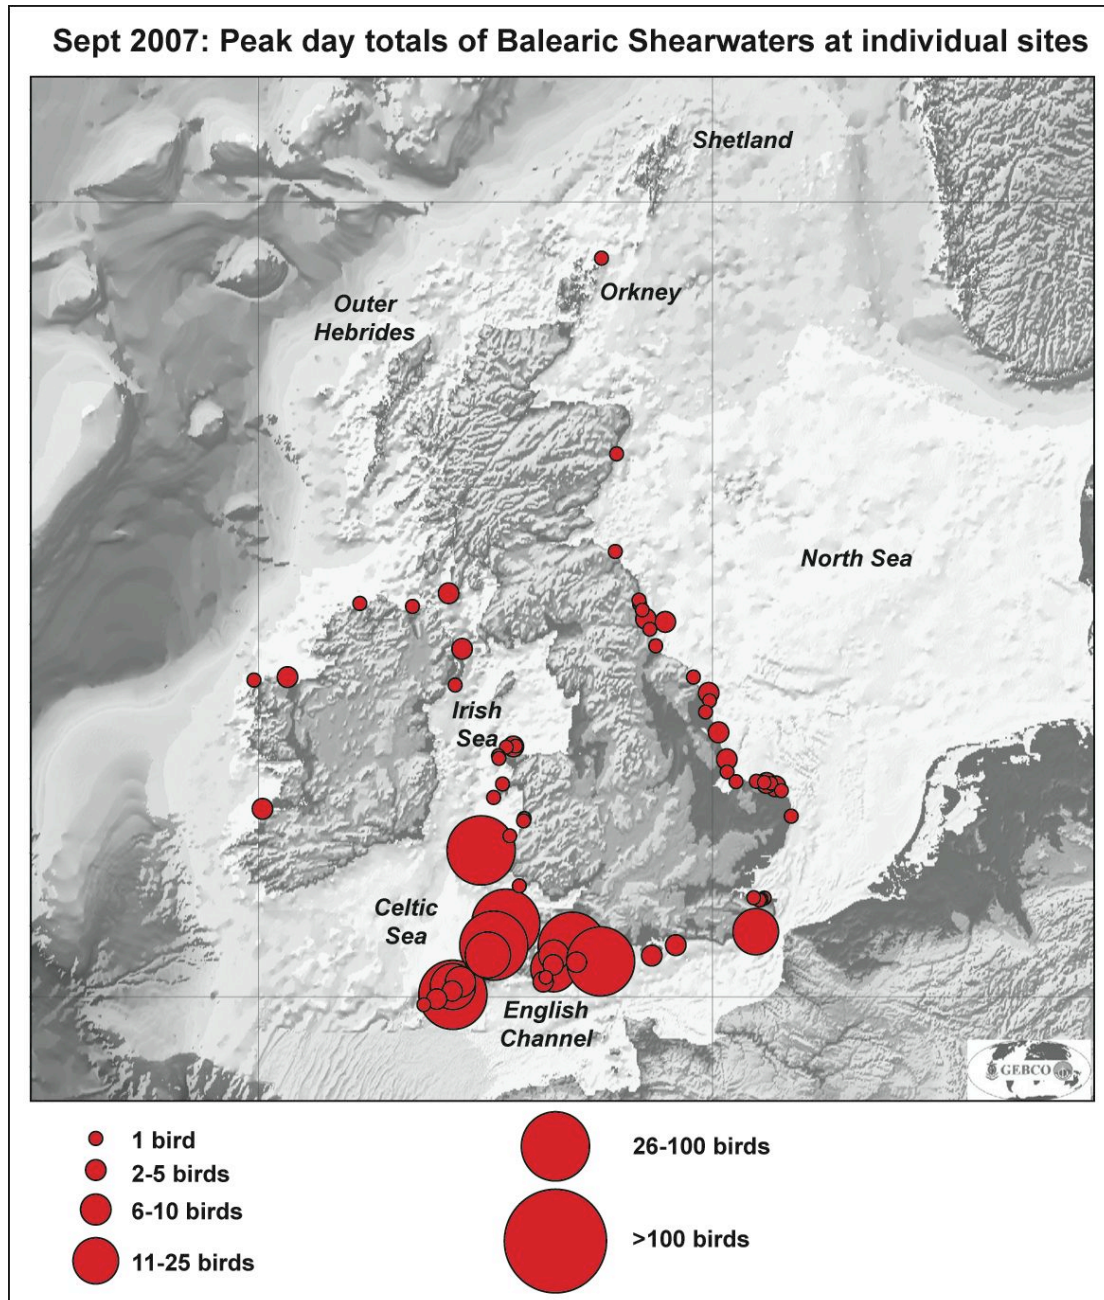 Sept 2007: Peak day totals of Balearic Shearwaters at individual sites
Shetland
Orkney
Outer
Hebrides
North Sea
Irish
Sea
Celtic
Sea
English
Channel
GEBCO
1 bird
2-5 birds
6-10 birds
11-25 birds
26-100 birds
>100 birds